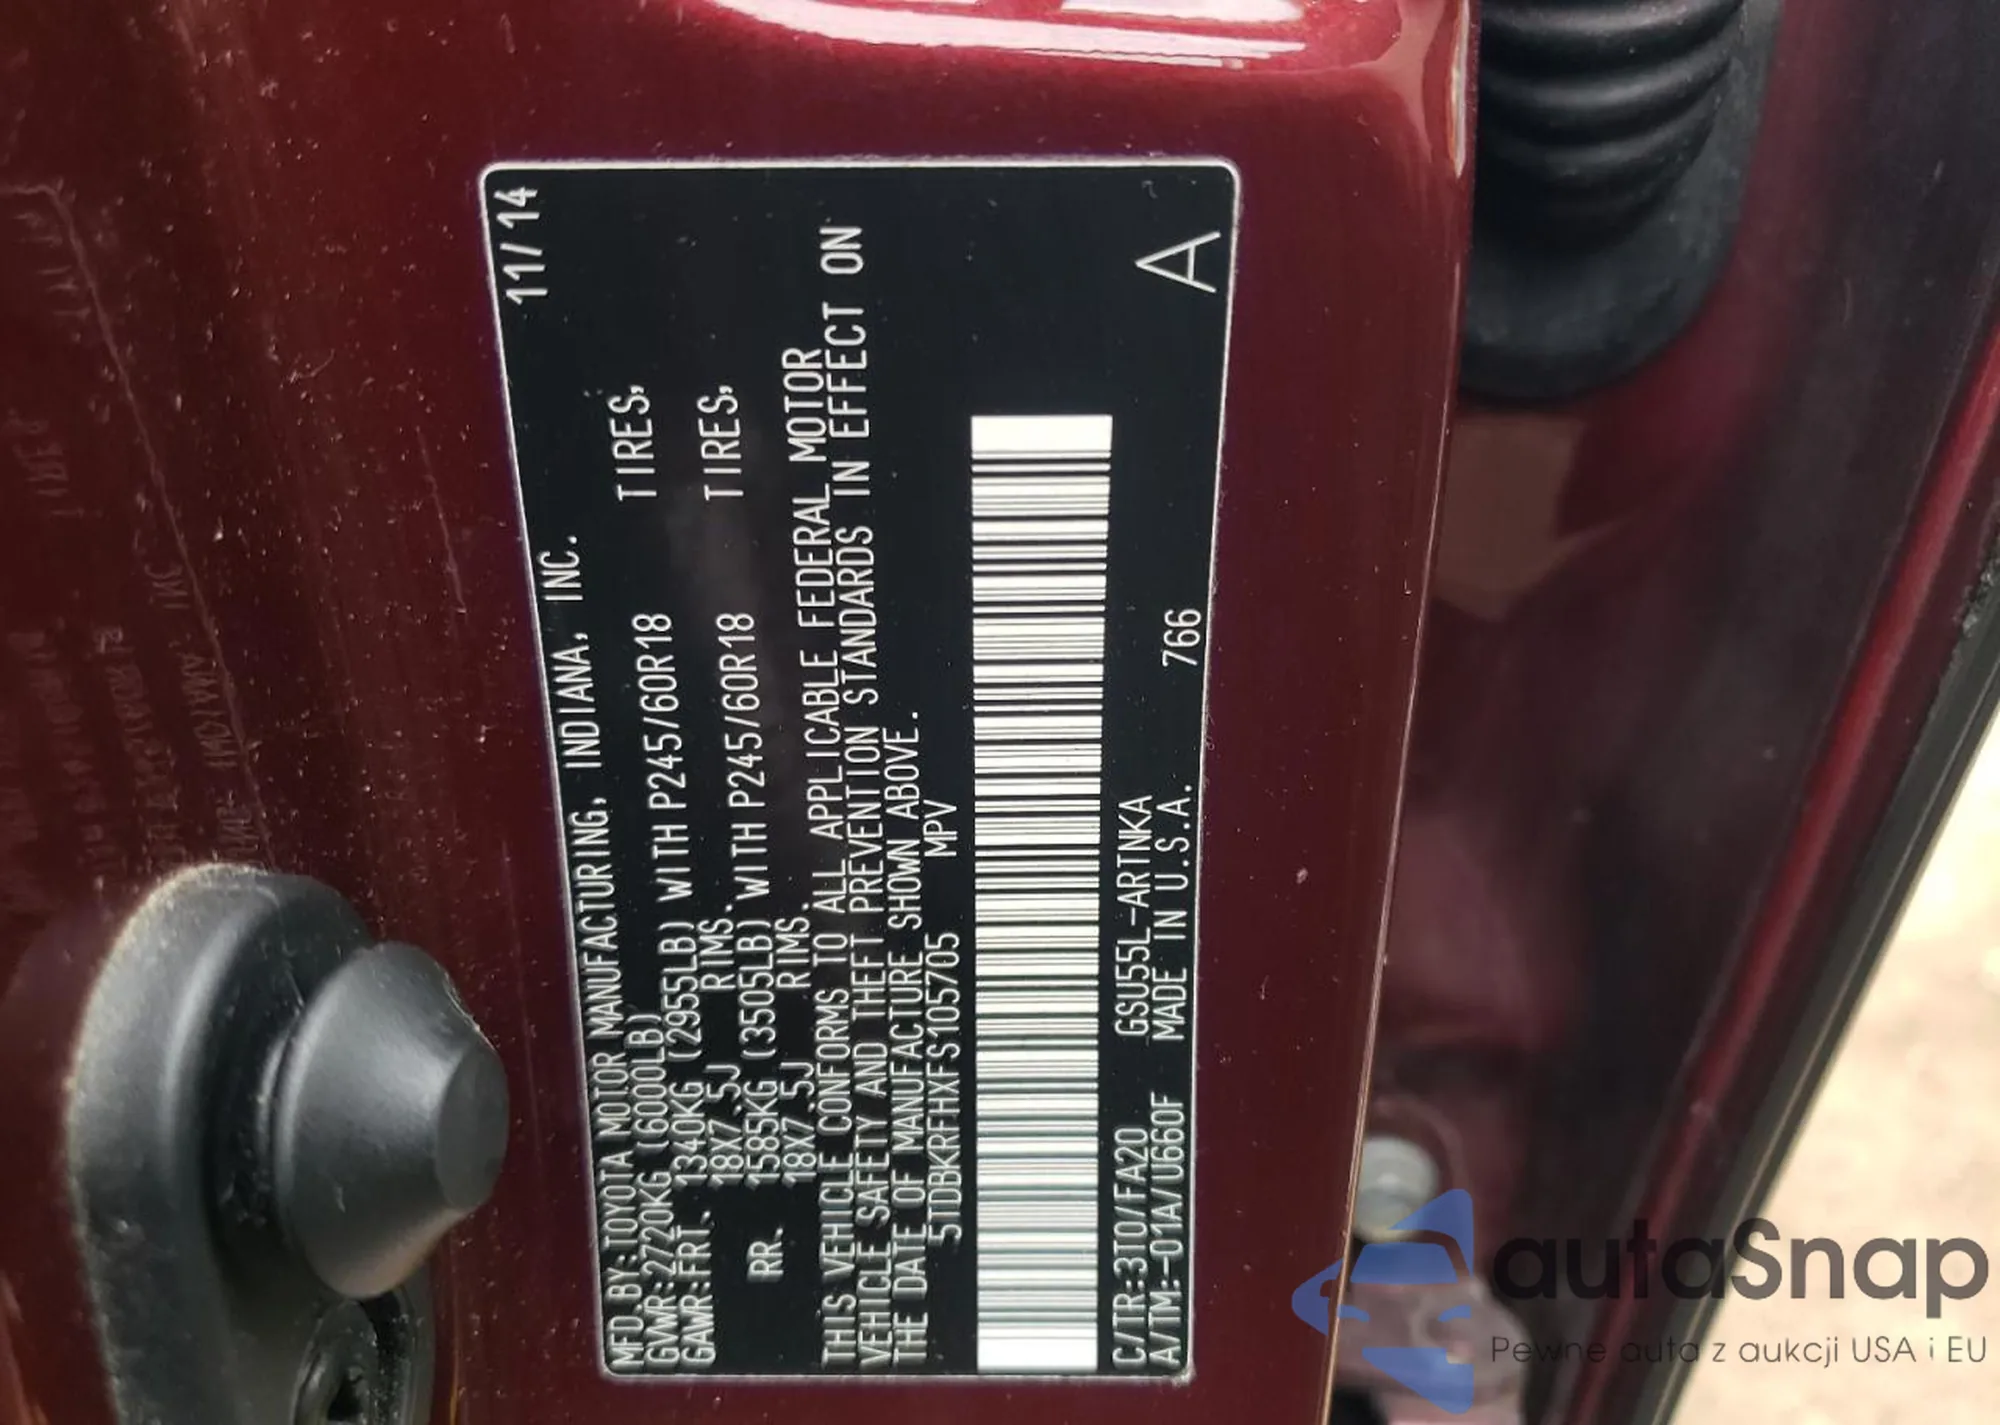 11/14
MFD.BY:TOYOTA MOTOR MANUFACTURING, INDIANA, INC.
GVWR:2720KG (6000LB)
GAWR:FRT. 1340KG (2955LB) WITH P245/60R18 TIRES,
18X7.5J RIMS.
RR. 1585KG (3505LB) WITH P245/60R18 TIRES,
18X7.5J RIMS.
THIS VEHICLE CONFORMS TO ALL APPLICABLE FEDERAL MOTOR
VEHICLE SAFETY AND THEFT PREVENTION STANDARDS IN EFFECT ON
THE DATE OF MANUFACTURE SHOWN ABOVE.
5TDBKRFHXFS105705 MPV
C/TR:3T0/FA20 GSU55L-ARTNKA
A/TM:-01A/U660F MADE IN U.S.A. 766
A
autoSnap
Pewne auta z aukcji USA i EU